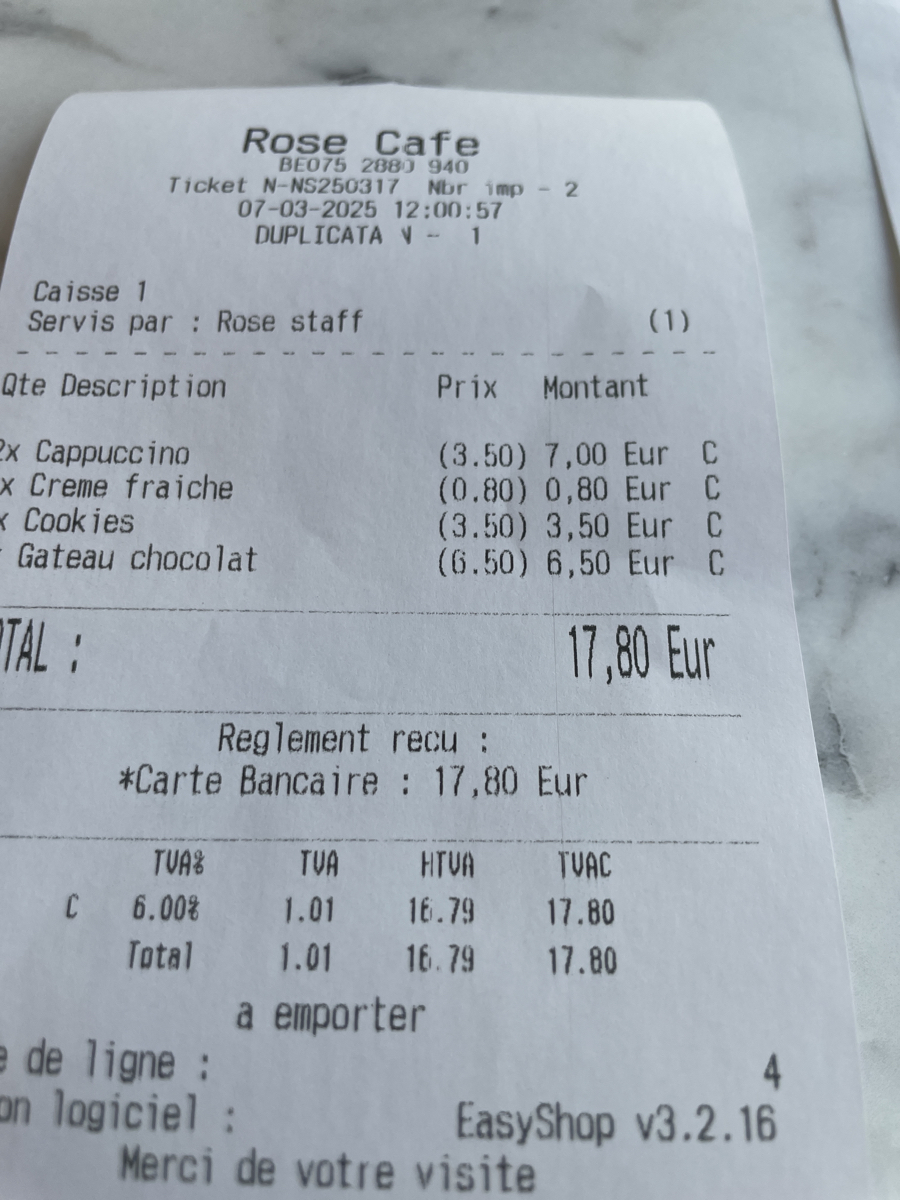 Rose Cafe
BE075 2880 940
Ticket N-NS250317 Nbr imp - 2
07-03-2025 12:00:57
DUPLICATA N - 1
Caisse 1
Servis par : Rose staff (1)
Qte Description Prix Montant
2x Cappuccino (3.50) 7,00 Eur C
x Creme fraiche (0.80) 0,80 Eur C
x Cookies (3.50) 3,50 Eur C
Gateau chocolat (6.50) 6,50 Eur C
OTAL : 17,80 Eur
Reglement recu :
*Carte Bancaire : 17,80 Eur
TVA% TVA HTVA TVAC
C 6.00% 1.01 16.79 17.80
Total 1.01 16.79 17.80
a emporter
e de ligne : 4
on logiciel : EasyShop v3.2.16
Merci de votre visite